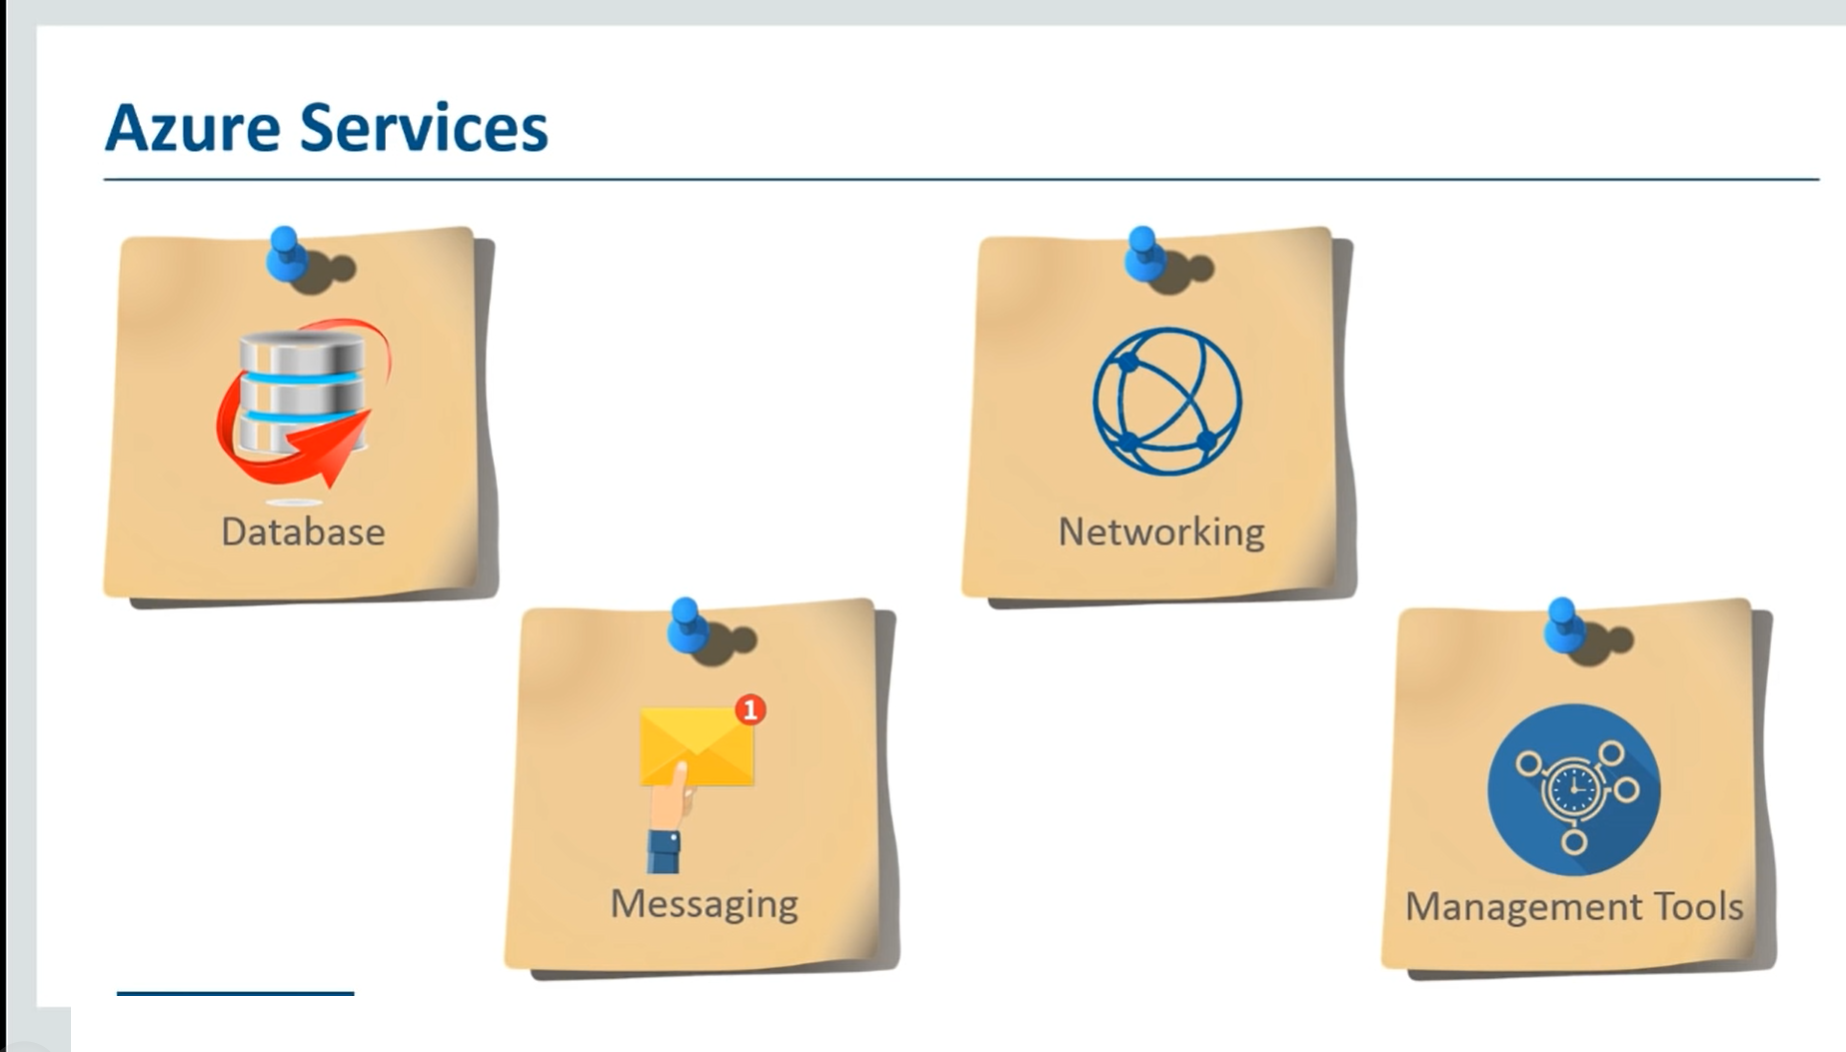 Azure Services
Database
Networking
1
Messaging
Management Tools